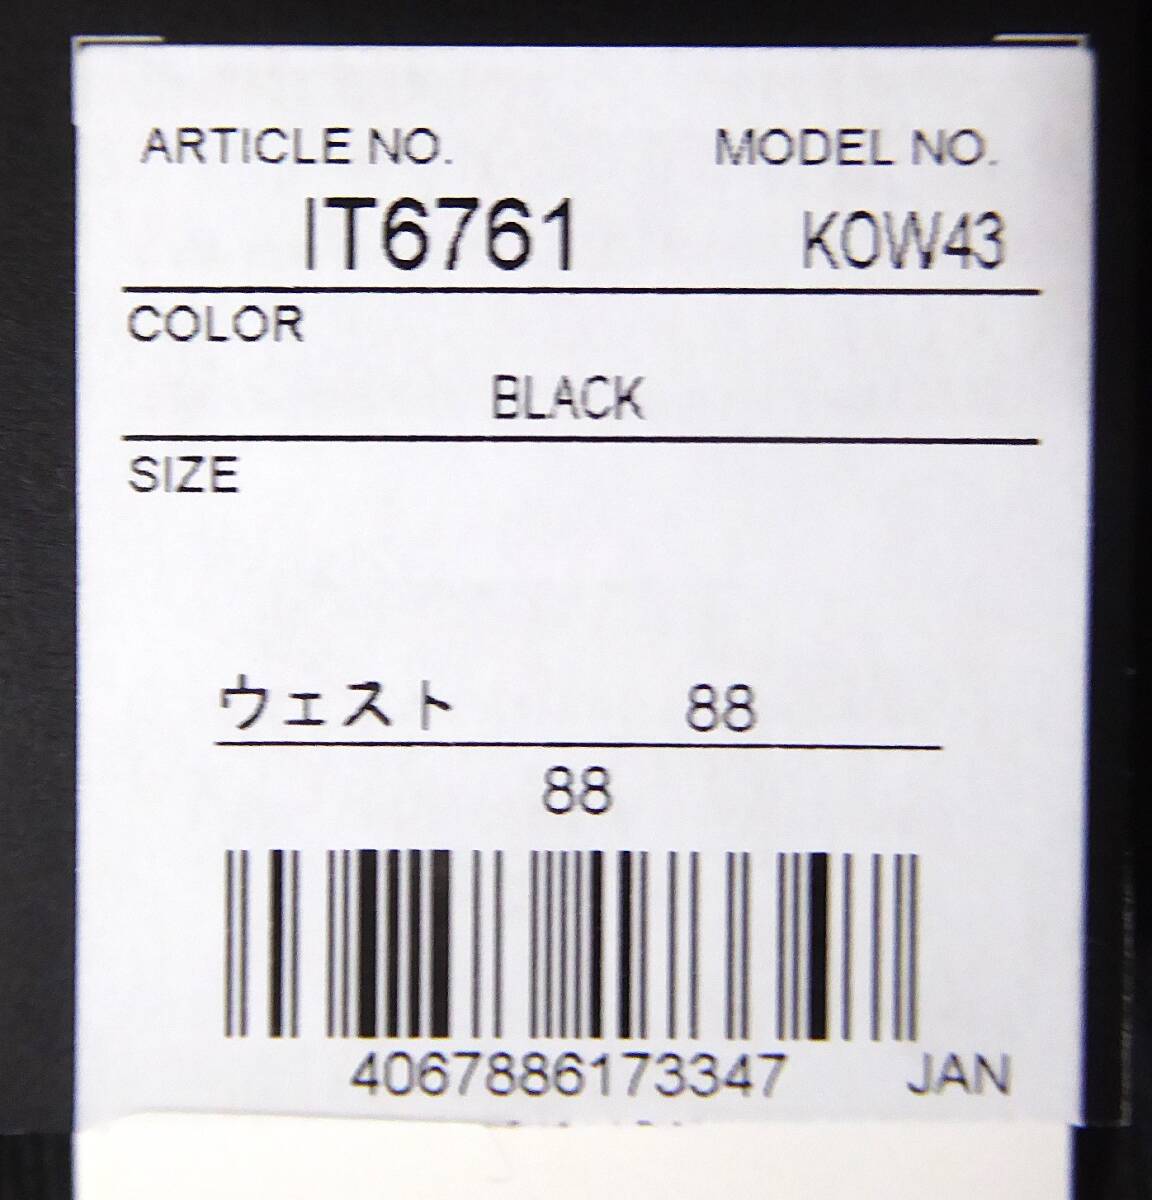 ARTICLE NO. MODEL NO.
IT6761 KOW43
COLOR
BLACK
SIZE
ウェスト 88
88
4067886173347 JAN